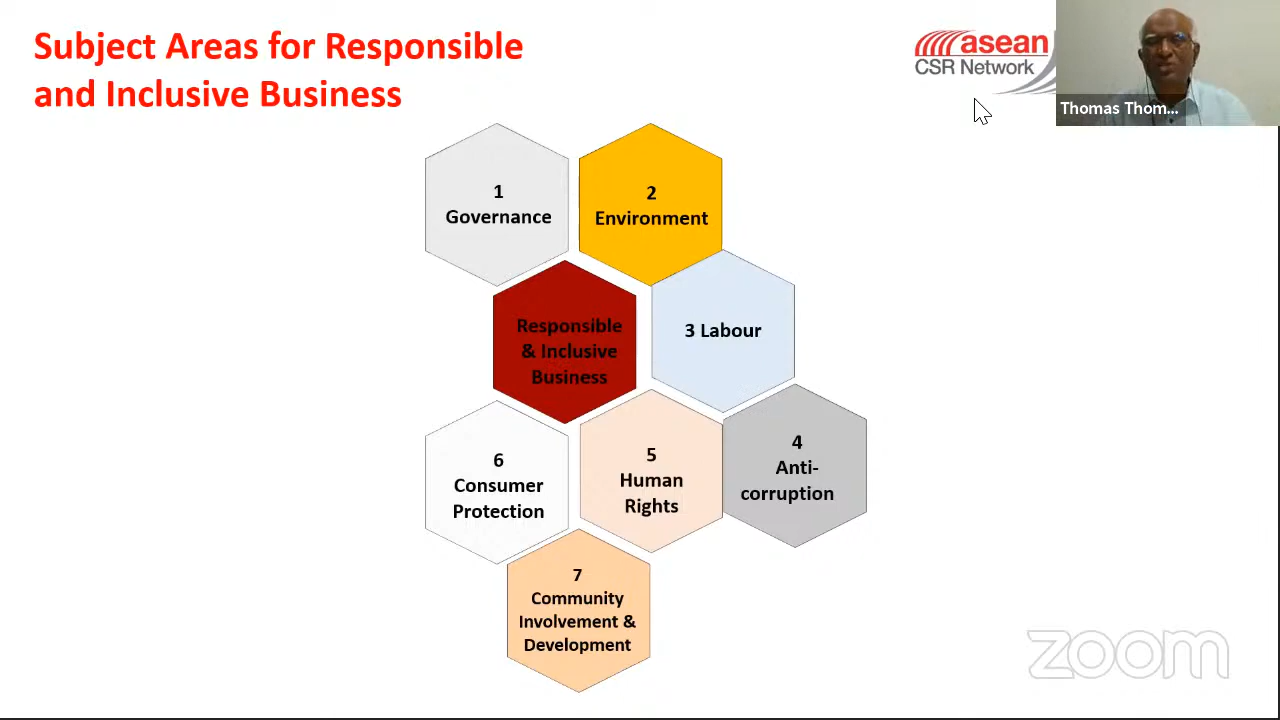 Subject Areas for Responsible
and Inclusive Business
asean
CSR Network
Thomas Thom...
1
Governance
2
Environment
Responsible
& Inclusive
Business
3 Labour
4
Anti-
corruption
5
Human
Rights
6
Consumer
Protection
7
Community
Involvement &
Development
zoom